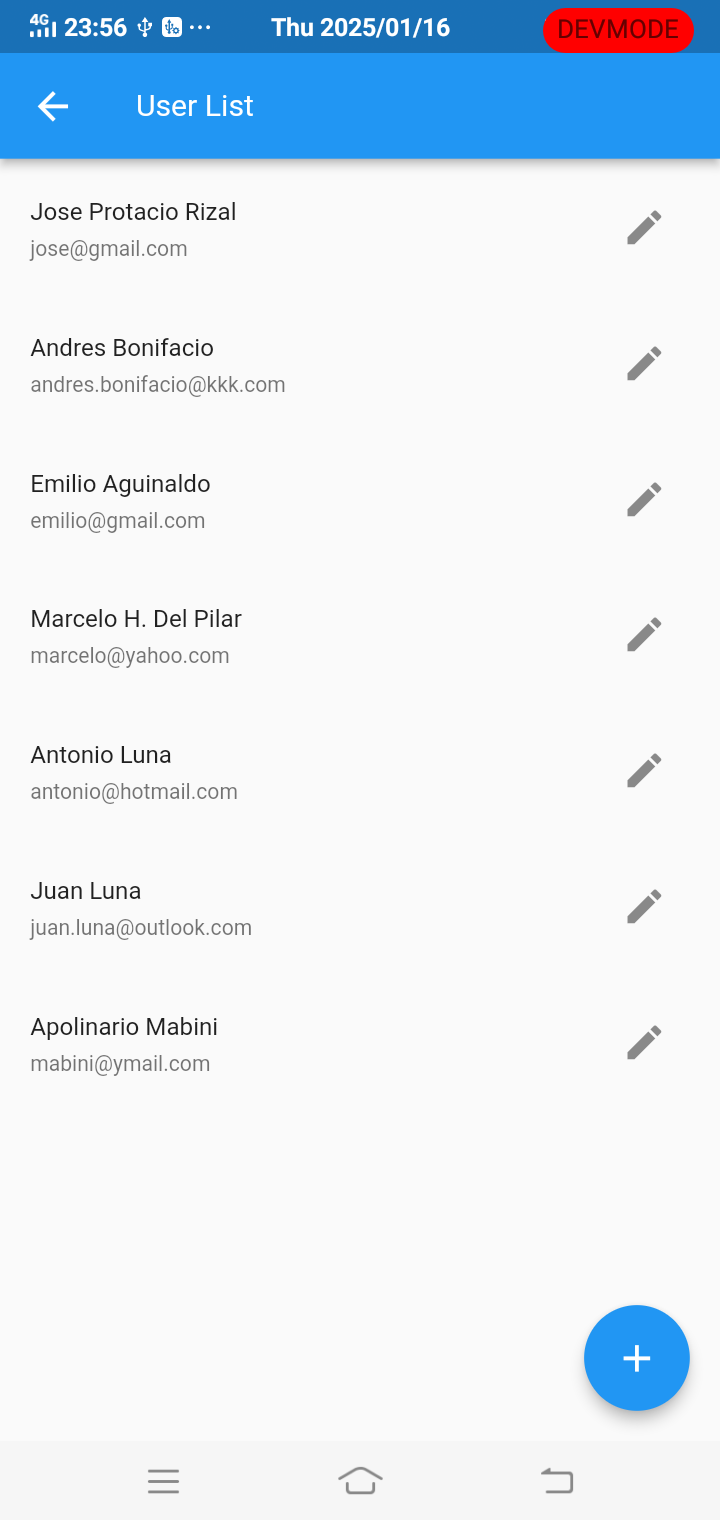 4G 23:56 Thu 2025/01/16 DEVMODE
User List
Jose Protacio Rizal
jose@gmail.com
Andres Bonifacio
andres.bonifacio@kkk.com
Emilio Aguinaldo
emilio@gmail.com
Marcelo H. Del Pilar
marcelo@yahoo.com
Antonio Luna
antonio@hotmail.com
Juan Luna
juan.luna@outlook.com
Apolinario Mabini
mabini@ymail.com